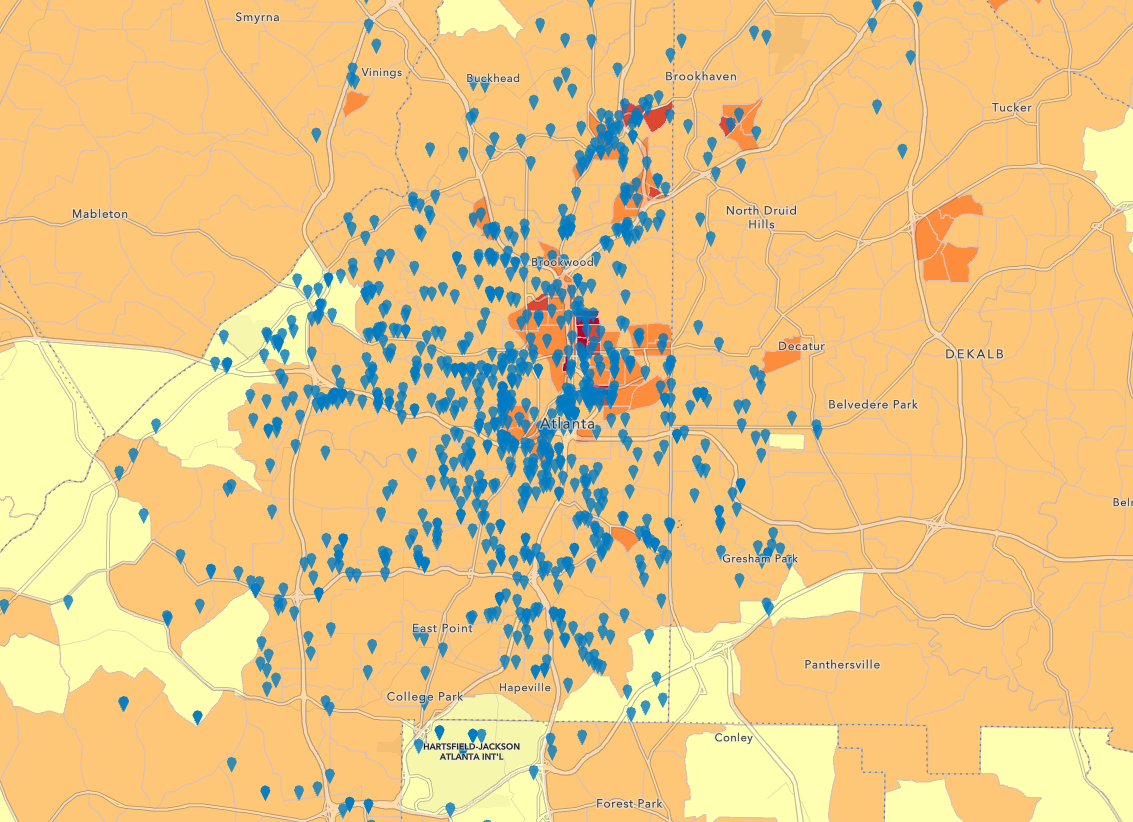 Smyrna
Vinings
Buckhead
Brookhaven
Tucker
Mableton
North Druid
Hills
Brookwood
Decatur
DEKALB
Belvedere Park
Atlanta
Gresham Park
East Point
Panthersville
College Park
Hapeville
Conley
HARTSFIELD-JACKSON
ATLANTA INT'L
Forest Park